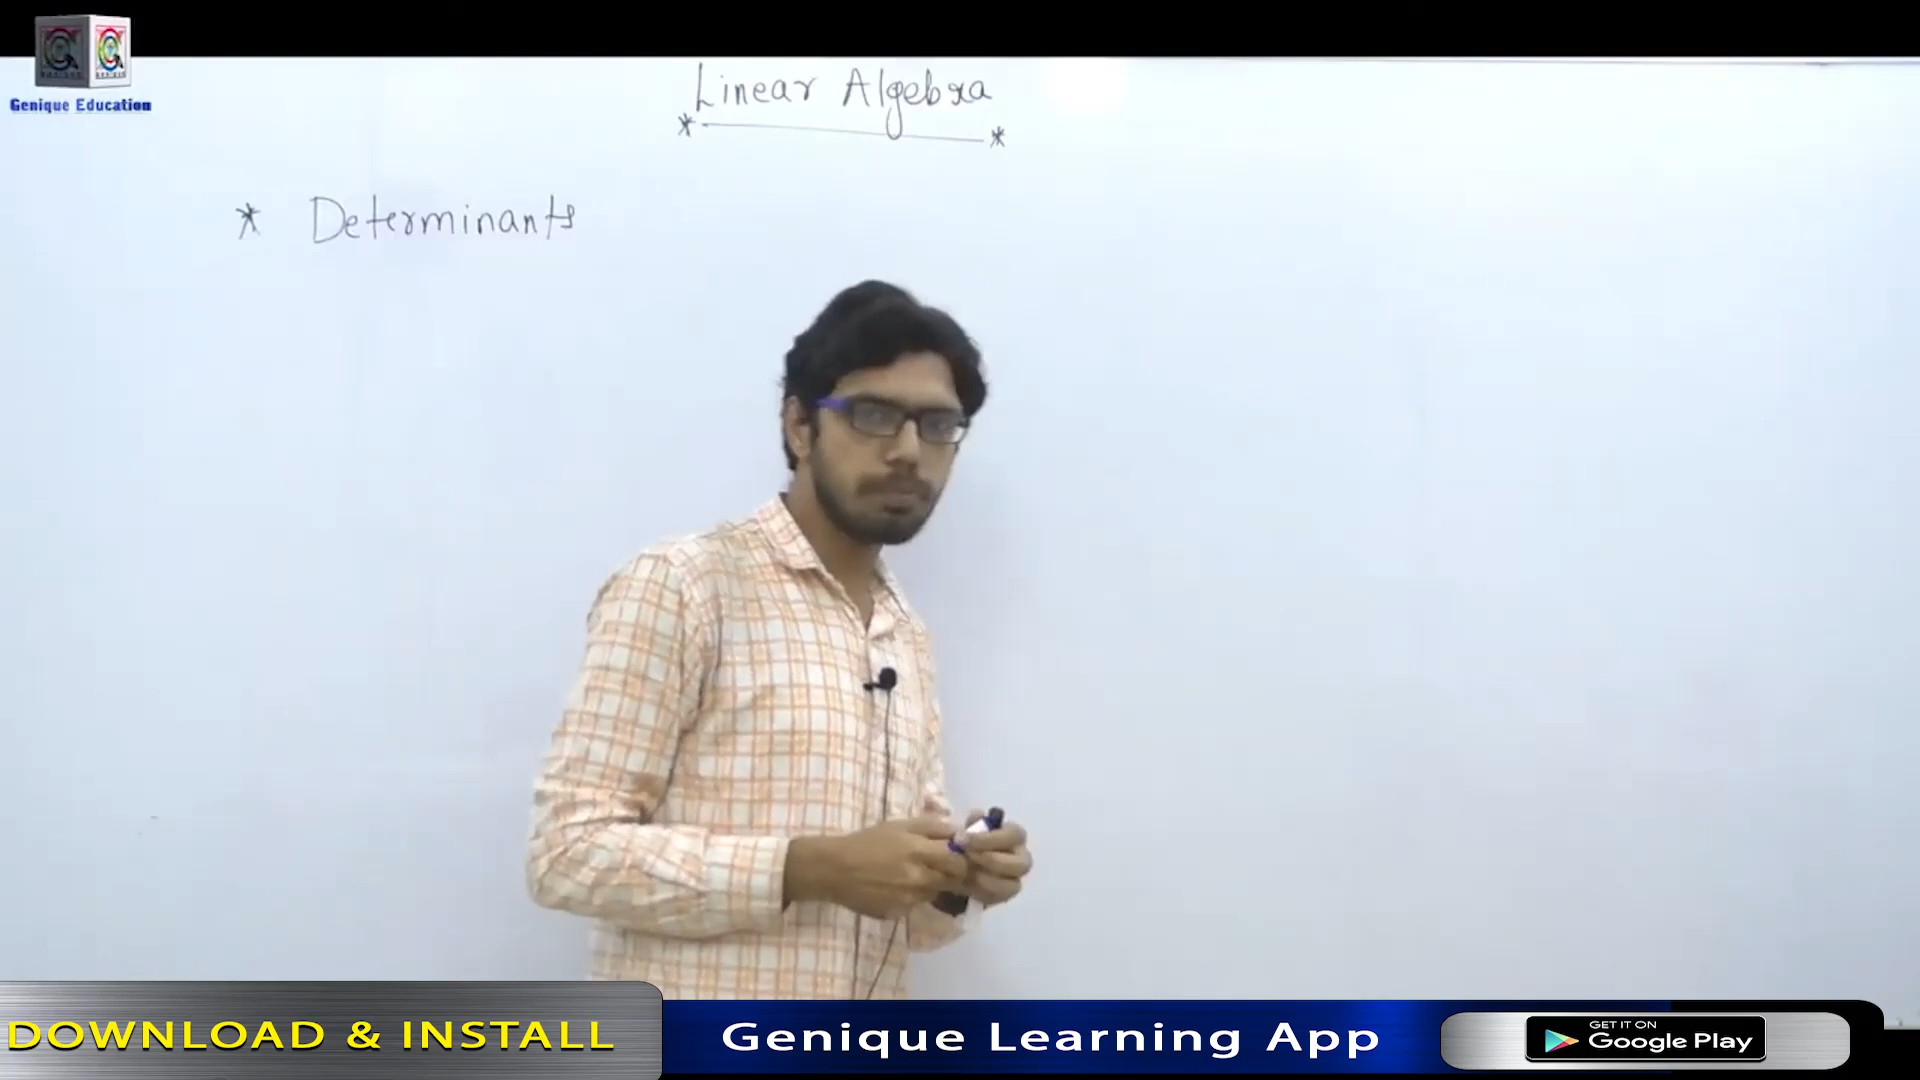 Genique Education
Linear Algebra
* *
* Determinants
DOWNLOAD & INSTALL
Genique Learning App
GET IT ON
Google Play